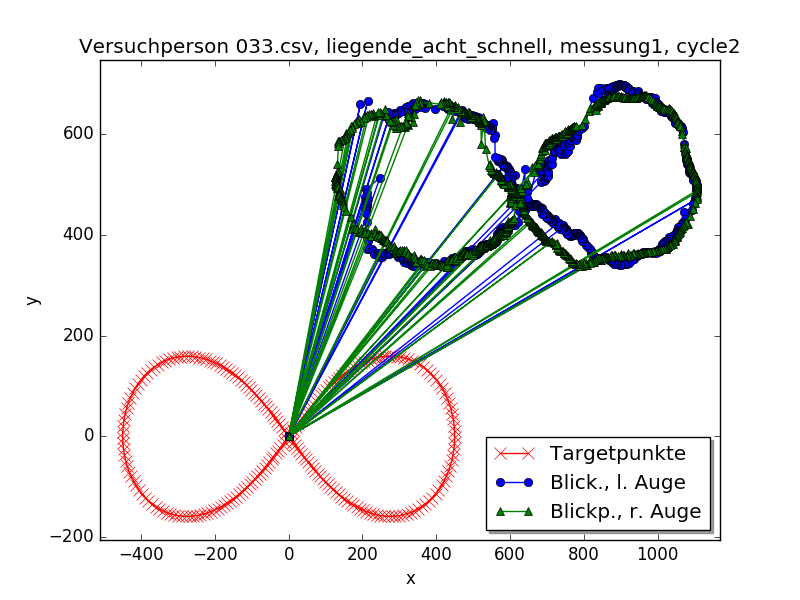 Versuchperson 033.csv, liegende_acht_schnell, messung1, cycle2
y
600
400
200
0
−200
−400
−200
0
200
400
600
800
1000
x
Targetpunkte
Blick., l. Auge
Blickp., r. Auge